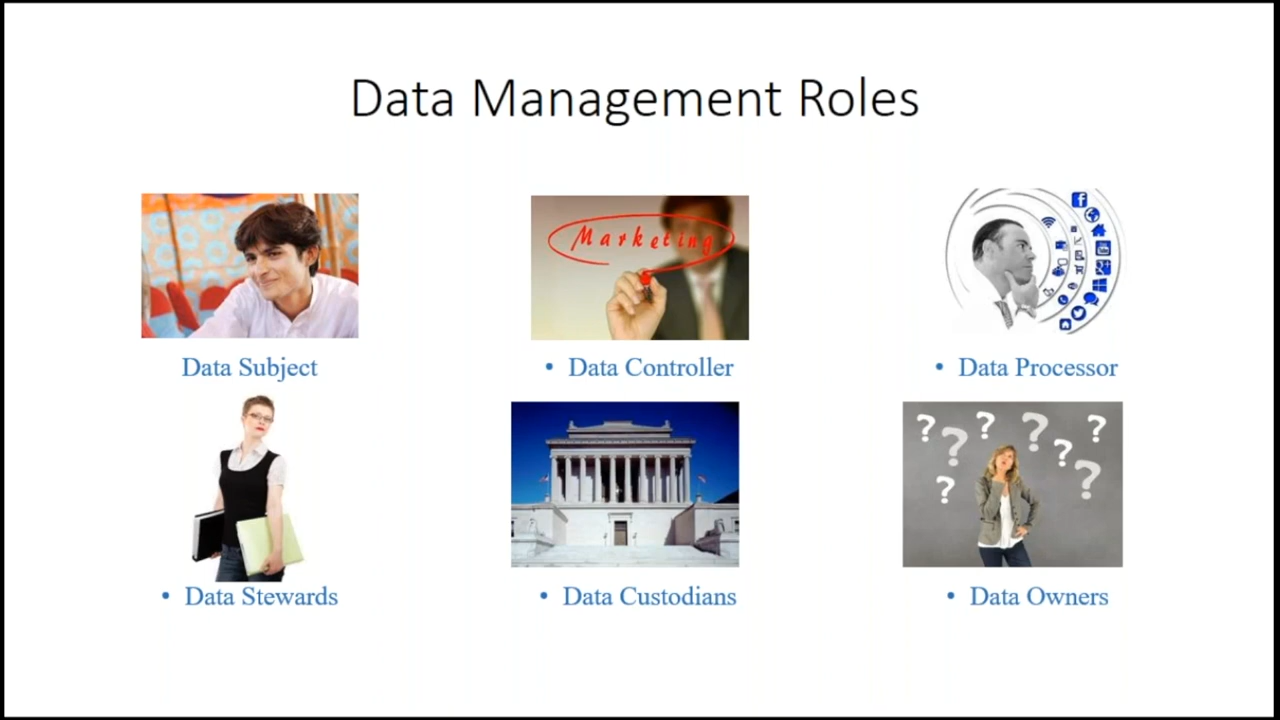 Data Management Roles
Marketing
Data Subject
• Data Controller
• Data Processor
? ? ? ? ? ? ? ?
• Data Stewards
• Data Custodians
• Data Owners